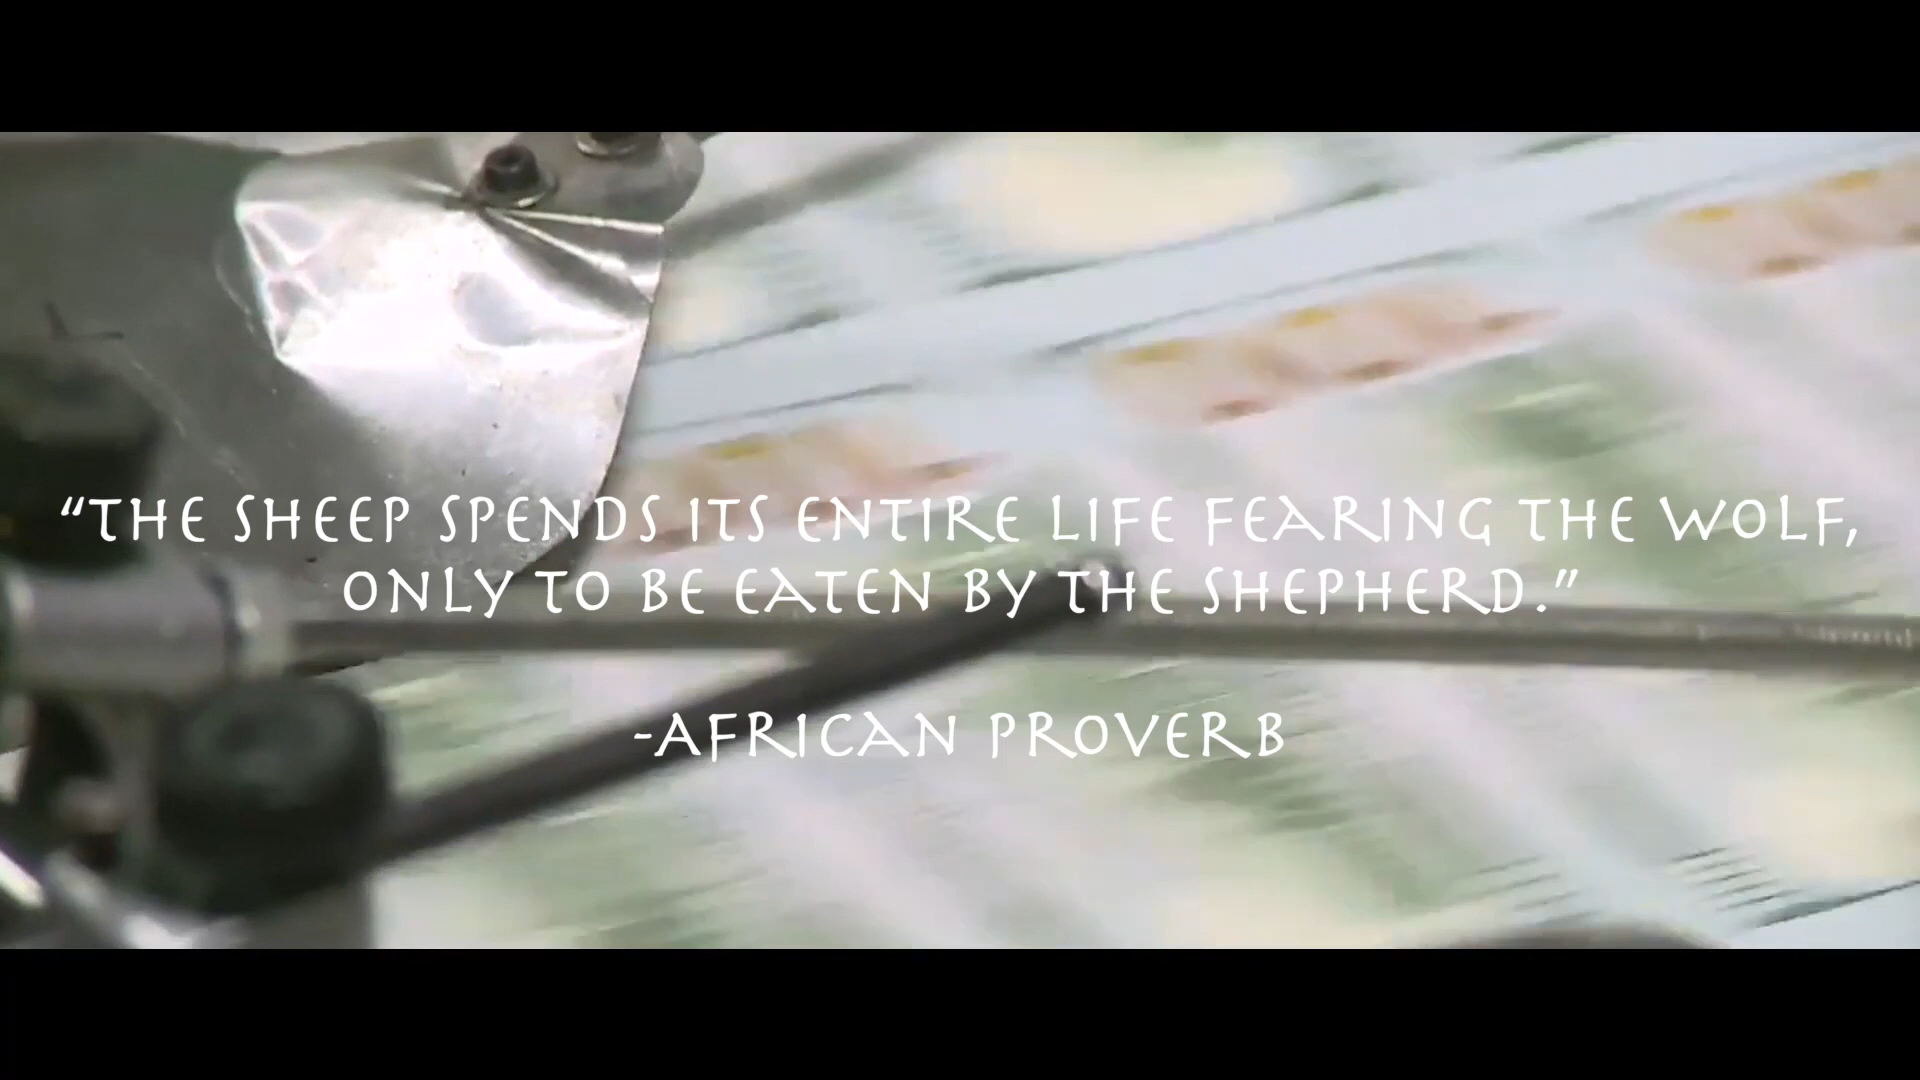 “THE SHEEP SPENDS ITS ENTIRE LIFE FEARING THE WOLF,
ONLY TO BE EATEN BY THE SHEPHERD.”
-AFRICAN PROVERB